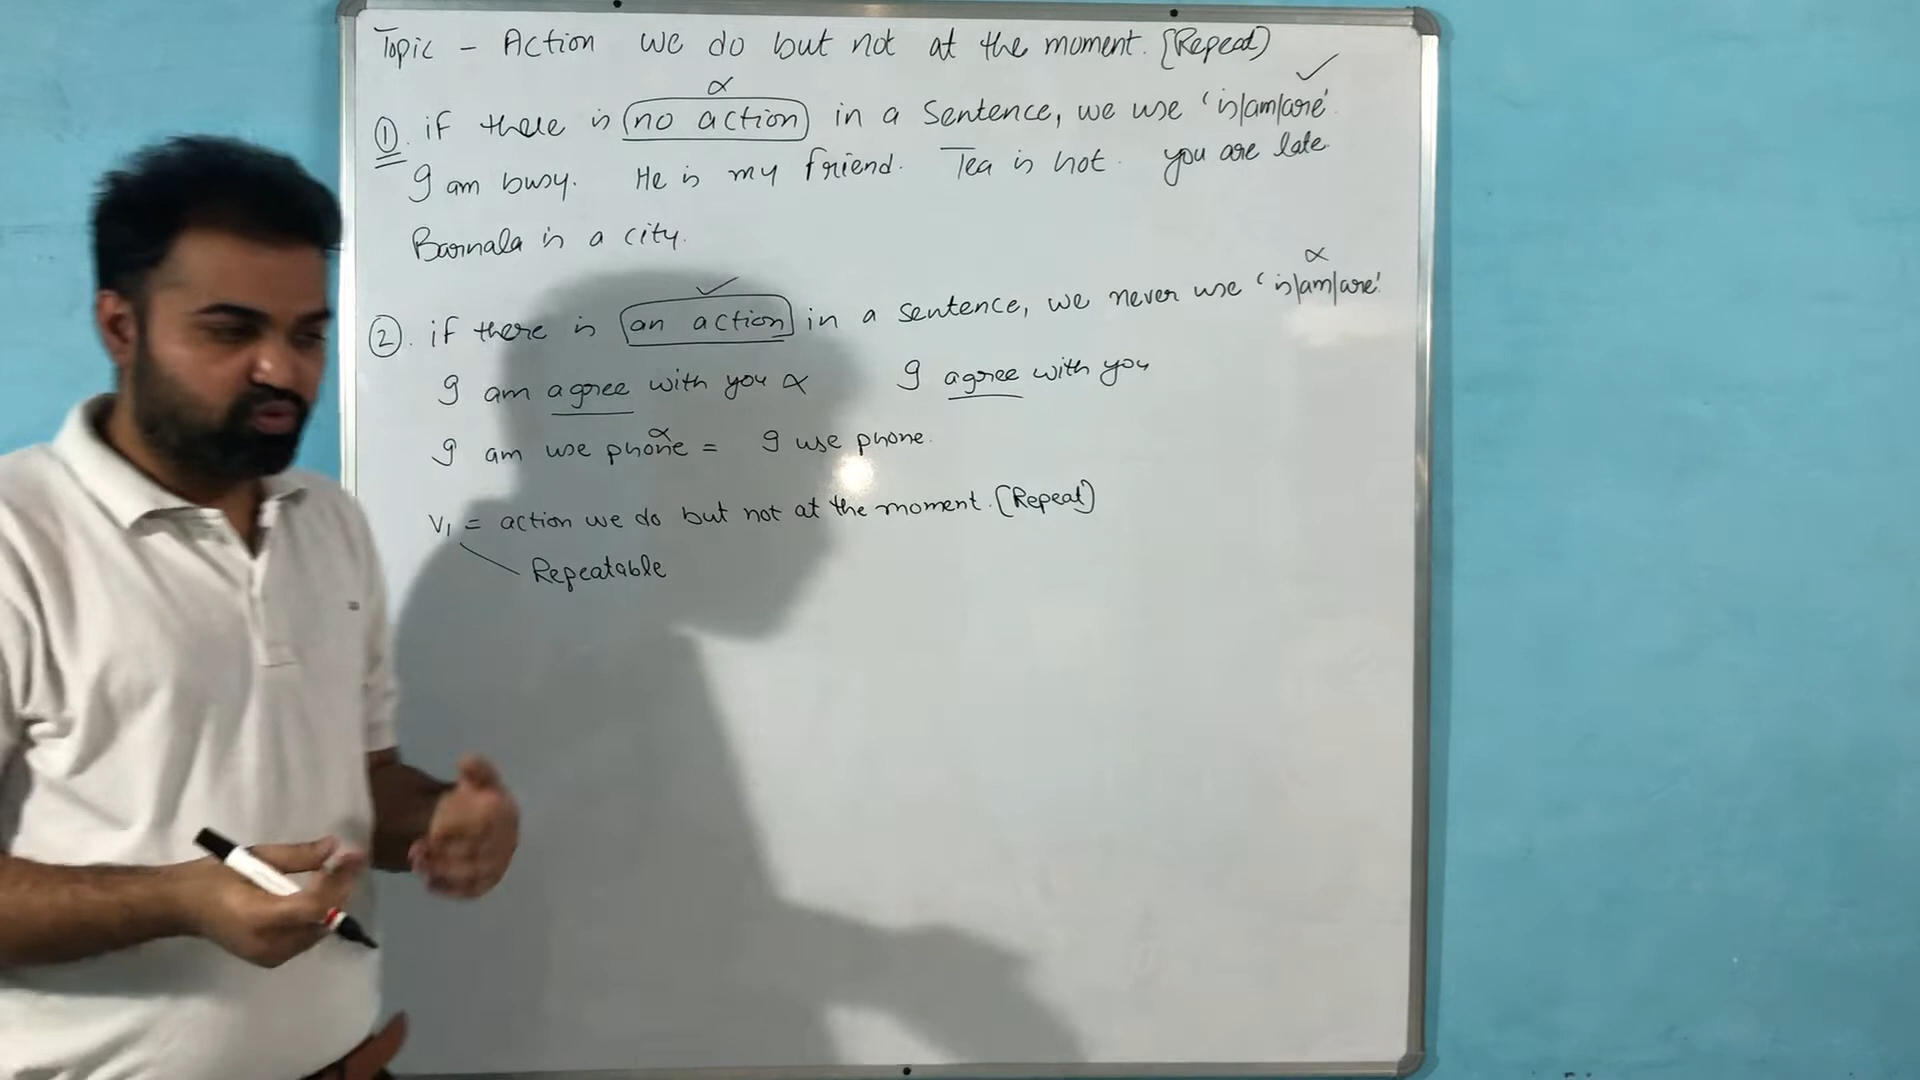 Topic - Action we do but not at the moment. (Repeat)
① if there is no action in a sentence, we use 'is/am/are'.
I am busy. He is my friend. Tea is hot. you are late.
Barnala is a city.
② if there is an action in a sentence, we never use 'is/am/are'.
I am agree with you × I agree with you
I am use phone × = I use phone.
V1 = action we do but not at the moment. (Repeat)
Repeatable